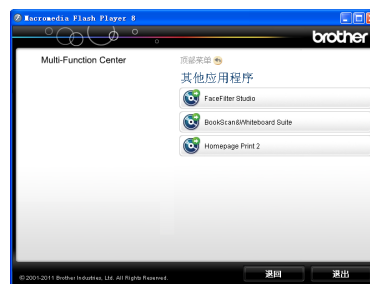 Macromedia Flash Player 8
brother
Multi-Function Center
顶部菜单
其他应用程序
FaceFilter Studio
BookScan&Whiteboard Suite
Homepage Print 2
© 2001-2011 Brother Industries, Ltd. All Rights Reserved.
退回
退出